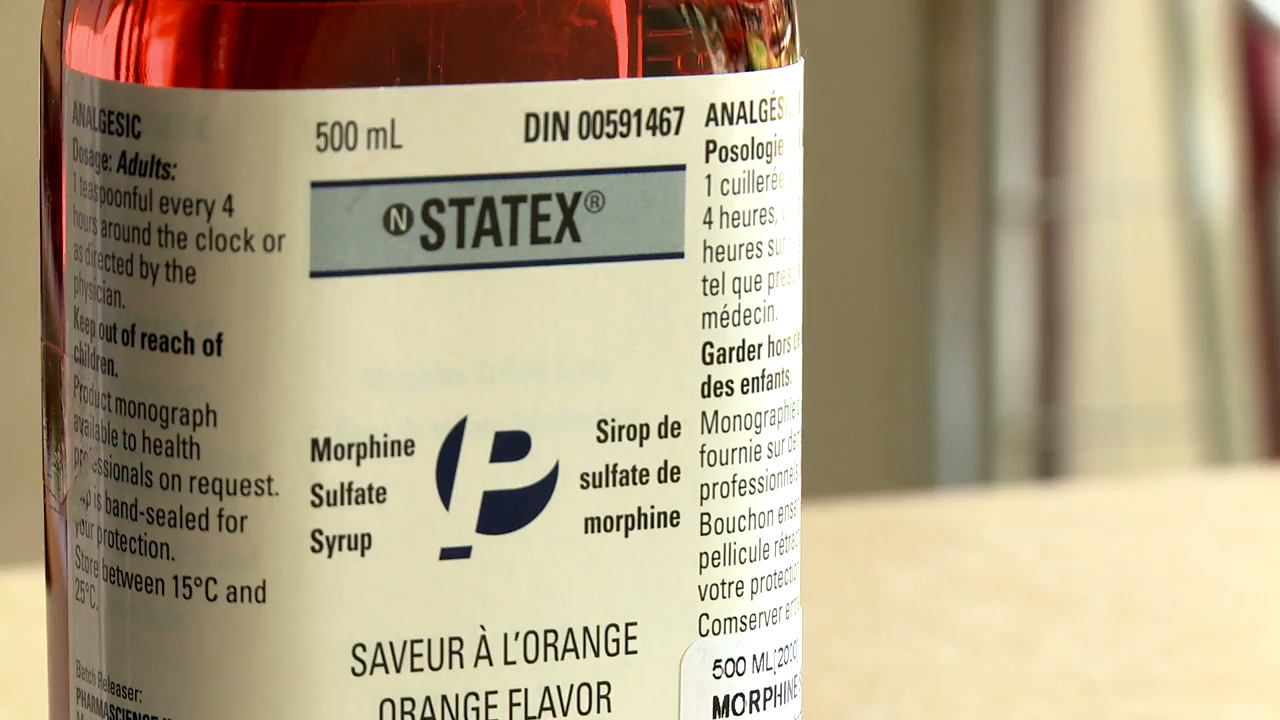 ANALGESIC
Dosage: Adults:
1 teaspoonful every 4
hours around the clock or
as directed by the
physician.
Keep out of reach of
children.
Product monograph
available to health
professionals on request.
is band-sealed for
your protection.
Store between 15°C and
25°C.
Batch Releaser:
500 mL
DIN 00591467
N STATEX®
Morphine
Sulfate
Syrup
P
Sirop de
sulfate de
morphine
SAVEUR À L'ORANGE
ORANGE FLAVOR
ANALGÉS
Posologie
1 cuillerée
4 heures,
heures sur
tel que
médecin.
Garder hors
des enfants.
Monographie
fournie sur
professionnels
Bouchon
pellicule
votre protection
Comserver
500 ML
MORPHINE